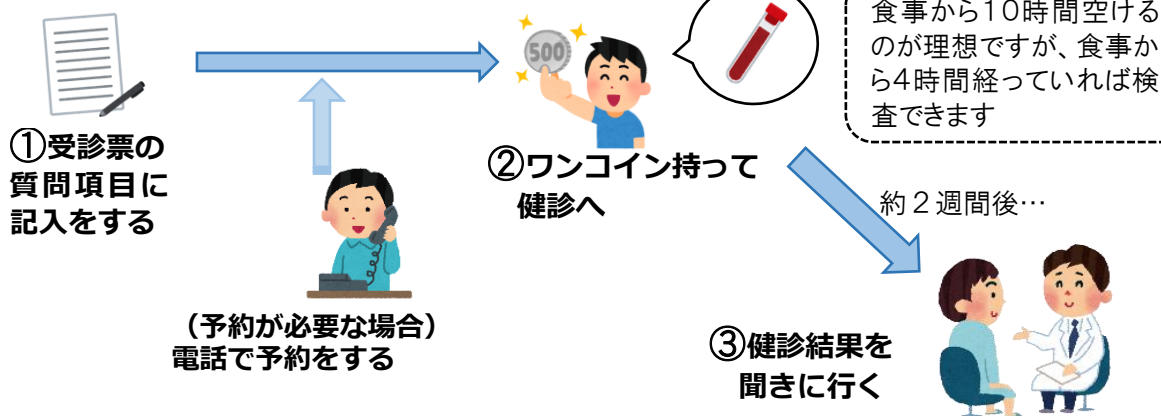 ①受診票の
質問項目に
記入をする
(予約が必要な場合)
電話で予約をする
500
②ワンコイン持って
健診へ
食事から10時間空ける
のが理想ですが、食事か
ら4時間経っていれば検
査できます
約2週間後…
③健診結果を
聞きに行く